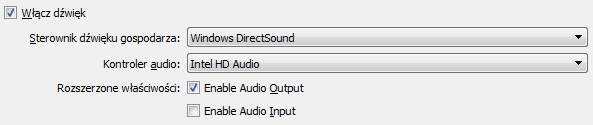 Włącz dźwięk
Sterownik dźwięku gospodarza: Windows DirectSound
Kontroler audio: Intel HD Audio
Rozszerzone właściwości: Enable Audio Output
Enable Audio Input